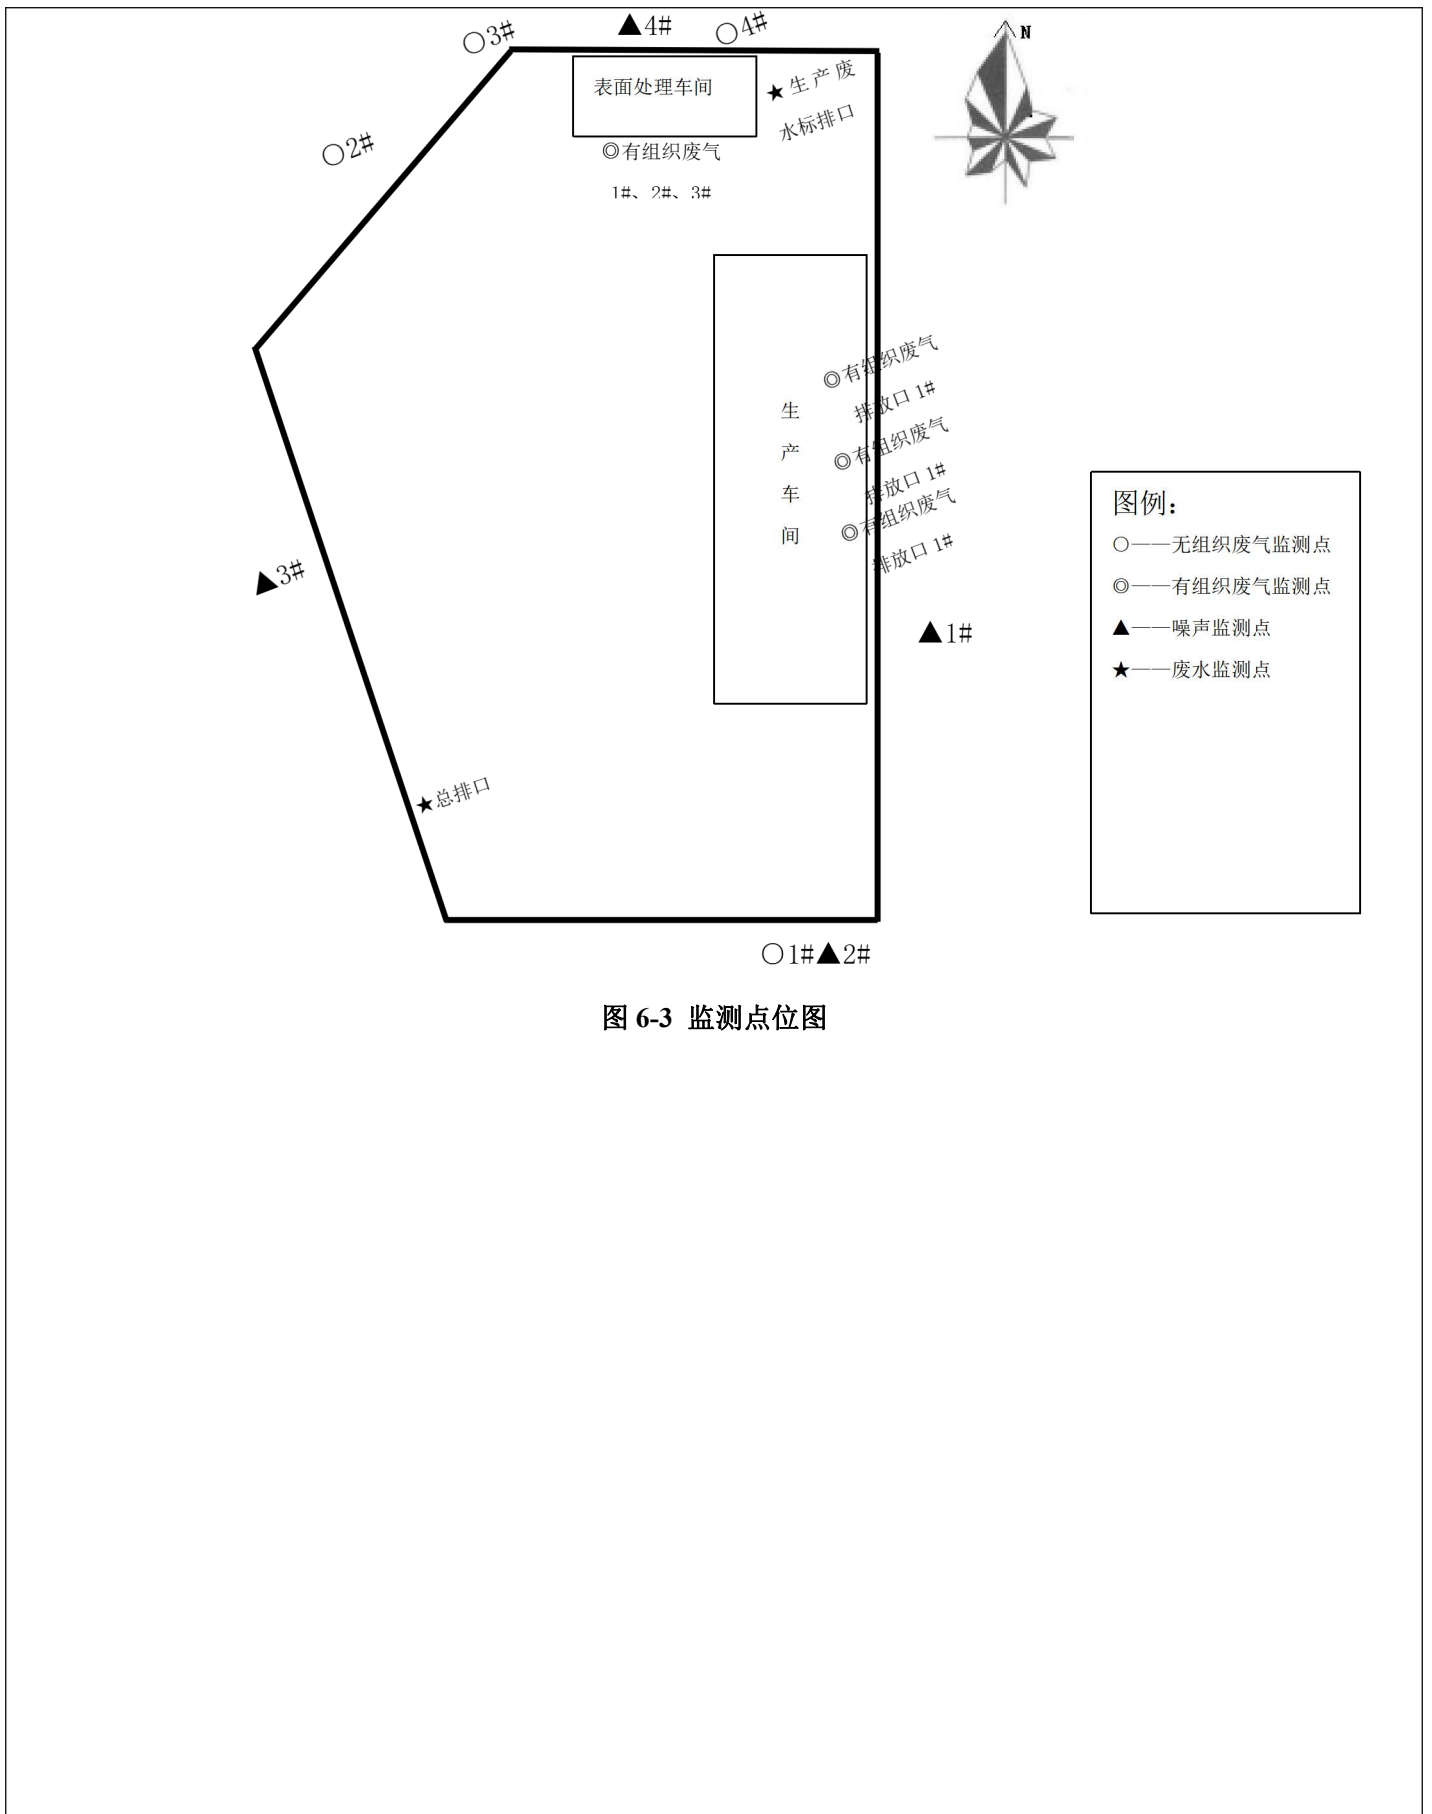 ○3#
▲4#
○4#
N
○2#
表面处理车间
★生产废
水标排口
◎有组织废气
1#、2#、3#
◎有组织废气
排放口 1#
◎有组织废气
排放口 1#
◎有组织废气
排放口 1#
生
产
车
间
▲3#
▲1#
图例：
○——无组织废气监测点
◎——有组织废气监测点
▲——噪声监测点
★——废水监测点
★总排口
○1#▲2#
图 6-3 监测点位图